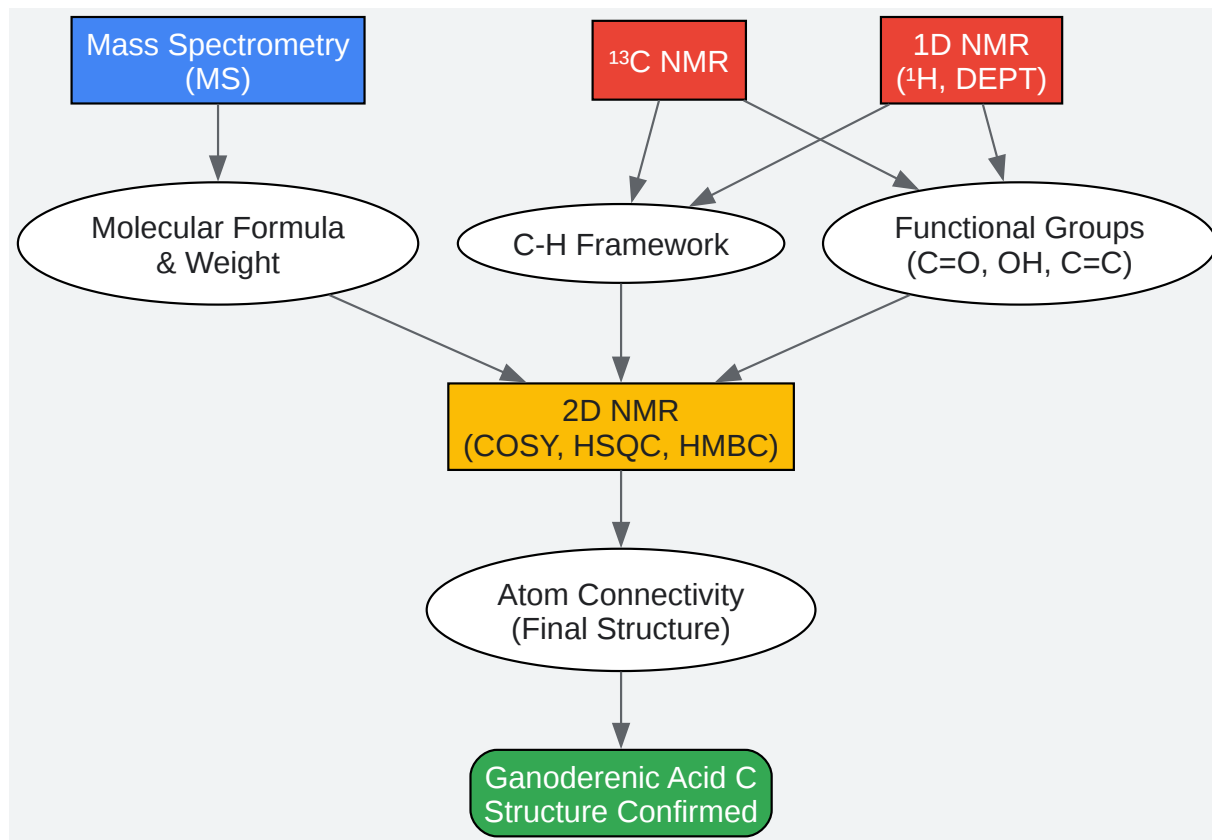 Mass Spectrometry
(MS)
¹³C NMR
1D NMR
(¹H, DEPT)
Molecular Formula
& Weight
C-H Framework
Functional Groups
(C=O, OH, C=C)
2D NMR
(COSY, HSQC, HMBC)
Atom Connectivity
(Final Structure)
Ganoderenic Acid C
Structure Confirmed